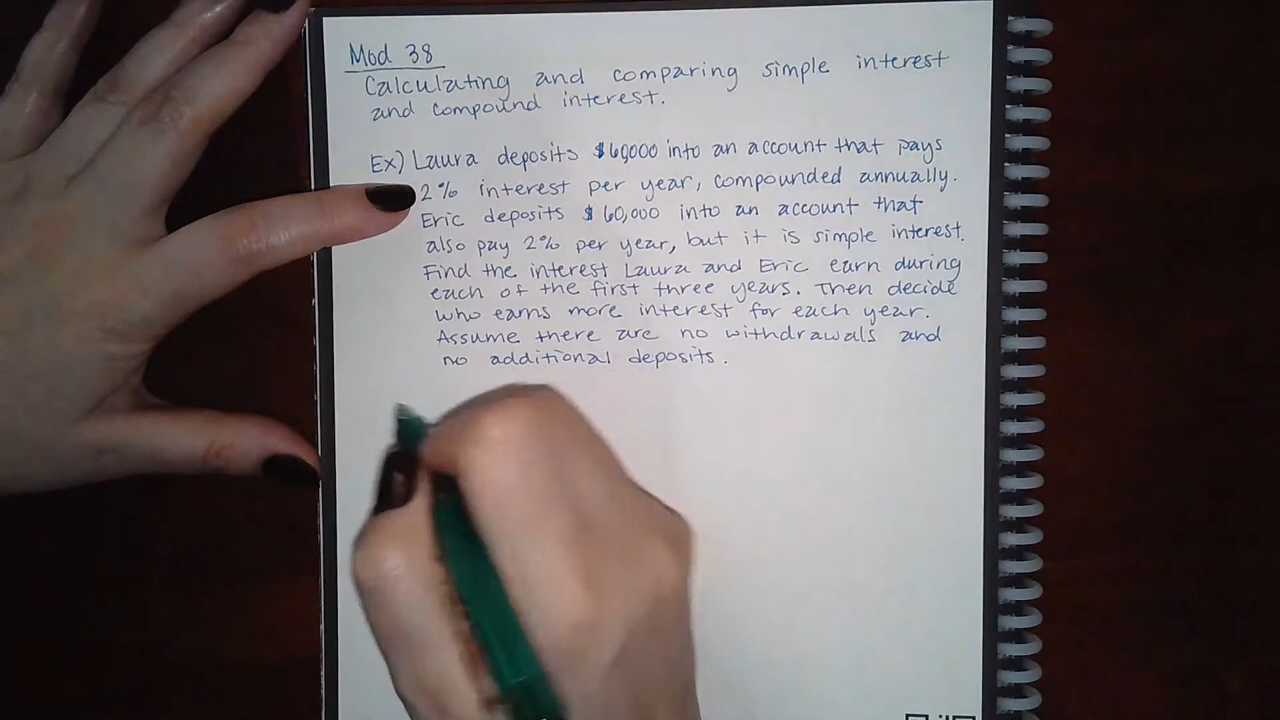 Mod 38
Calculating and comparing simple interest
and compound interest.
Ex) Laura deposits $60000 into an account that pays
2% interest per year, compounded annually.
Eric deposits $60,000 into an account that
also pay 2% per year, but it is simple interest.
Find the interest Laura and Eric earn during
each of the first three years. Then decide
who earns more interest for each year.
Assume there are no withdrawals and
no additional deposits.